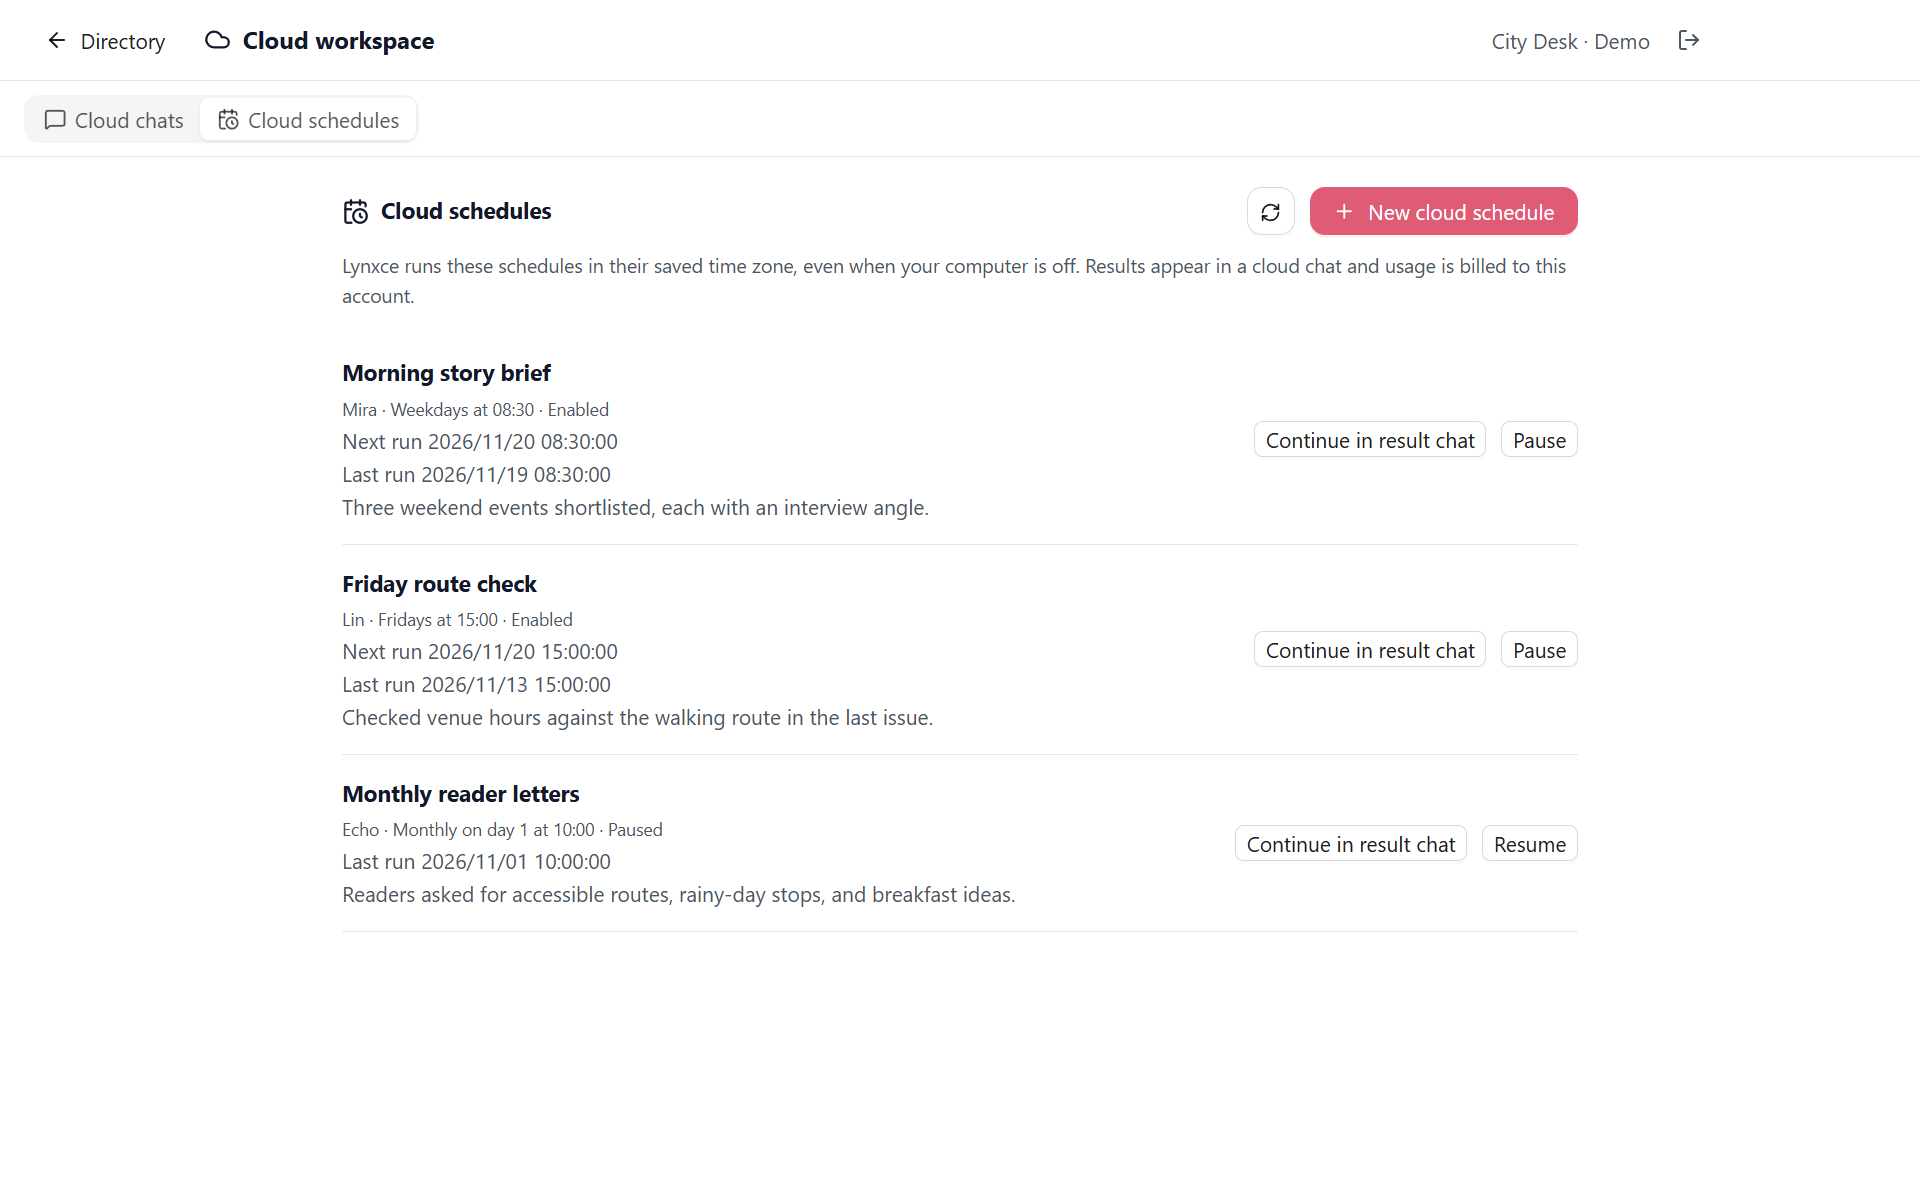 Directory
Cloud workspace
City Desk · Demo
Cloud chats
Cloud schedules
Cloud schedules
New cloud schedule
Lynxce runs these schedules in their saved time zone, even when your computer is off. Results appear in a cloud chat and usage is billed to this
account.
Morning story brief
Mira · Weekdays at 08:30 · Enabled
Next run 2026/11/20 08:30:00
Last run 2026/11/19 08:30:00
Three weekend events shortlisted, each with an interview angle.
Continue in result chat
Pause
Friday route check
Lin · Fridays at 15:00 · Enabled
Next run 2026/11/20 15:00:00
Last run 2026/11/13 15:00:00
Checked venue hours against the walking route in the last issue.
Continue in result chat
Pause
Monthly reader letters
Echo · Monthly on day 1 at 10:00 · Paused
Last run 2026/11/01 10:00:00
Readers asked for accessible routes, rainy-day stops, and breakfast ideas.
Continue in result chat
Resume